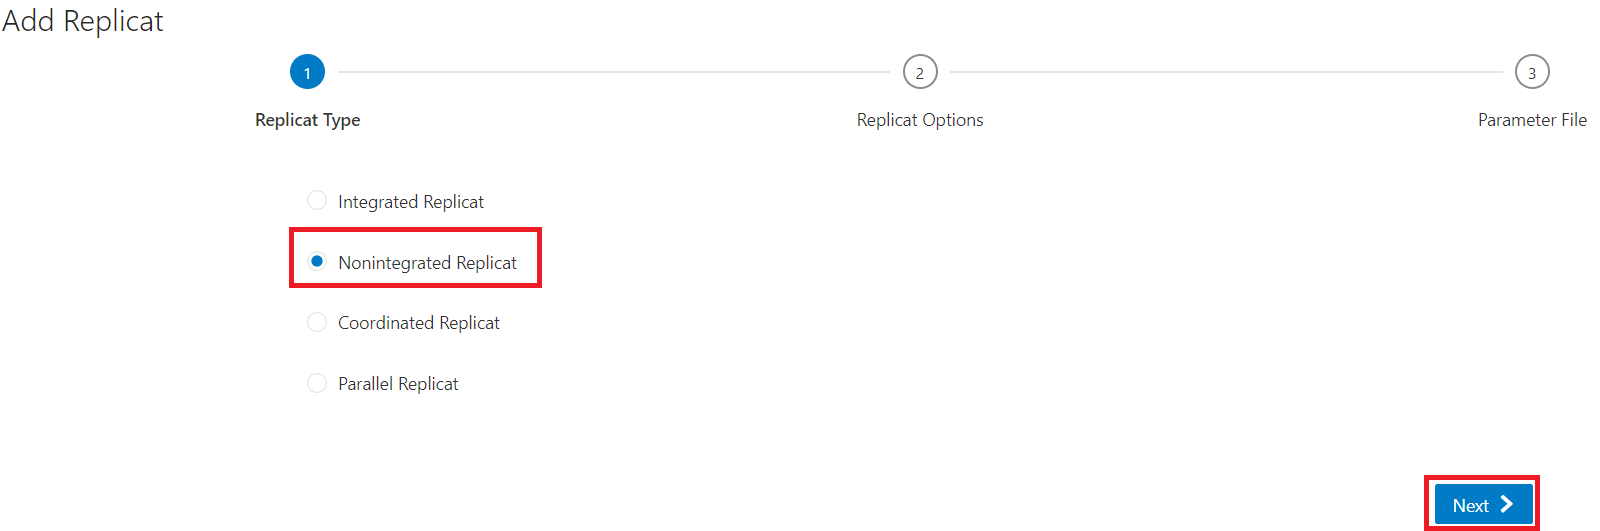 Add Replicat
1
2
3
Replicat Type
Replicat Options
Parameter File
Integrated Replicat
Nonintegrated Replicat
Coordinated Replicat
Parallel Replicat
Next